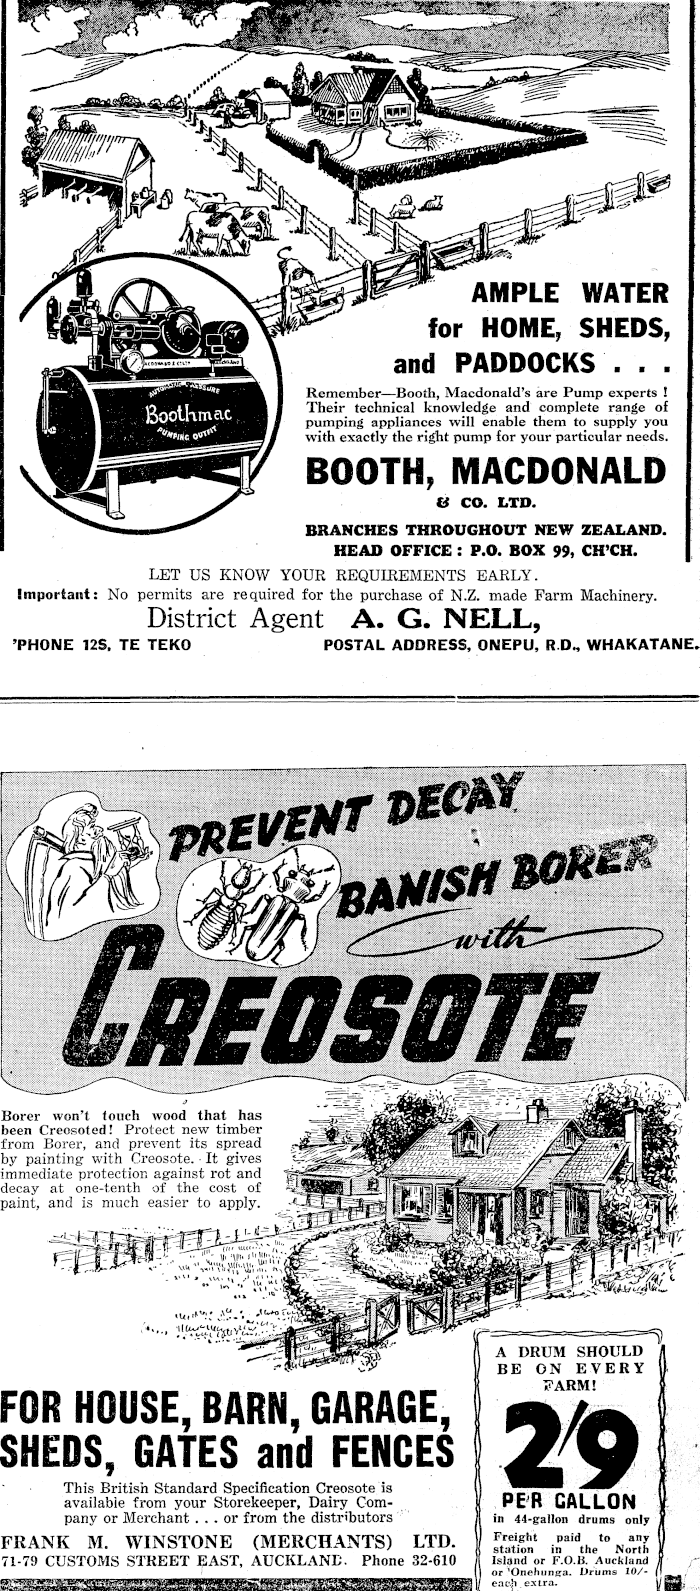 AMPLE WATER
for HOME, SHEDS,
and PADDOCKS . . .
AUTOMATIC PRESSURE
Boothmac
PUMPING OUTFIT
Remember—Booth, Macdonald's are Pump experts !
Their technical knowledge and complete range of
pumping appliances will enable them to supply you
with exactly the right pump for your particular needs.
BOOTH, MACDONALD
& CO. LTD.
BRANCHES THROUGHOUT NEW ZEALAND.
HEAD OFFICE : P.O. BOX 99, CH'CH.
LET US KNOW YOUR REQUIREMENTS EARLY.
Important: No permits are required for the purchase of N.Z. made Farm Machinery.
District Agent A. G. NELL,
'PHONE 12S, TE TEKO POSTAL ADDRESS, ONEPU, R.D., WHAKATANE.
PREVENT DECAY
BANISH BORER
with
CREOSOTE
Borer won't touch wood that has
been Creosoted! Protect new timber
from Borer, and prevent its spread
by painting with Creosote. It gives
immediate protection against rot and
decay at one-tenth of the cost of
paint, and is much easier to apply.
FOR HOUSE, BARN, GARAGE,
SHEDS, GATES and FENCES
This British Standard Specification Creosote is
available from your Storekeeper, Dairy Com-
pany or Merchant . . . or from the distributors
FRANK M. WINSTONE (MERCHANTS) LTD.
71-79 CUSTOMS STREET EAST, AUCKLAND. Phone 32-610
A DRUM SHOULD
BE ON EVERY
FARM!
2/9
PER GALLON
in 44-gallon drums only
Freight paid to any
station in the North
Island or F.O.B. Auckland
or Onehunga. Drums 10/-
each extra.